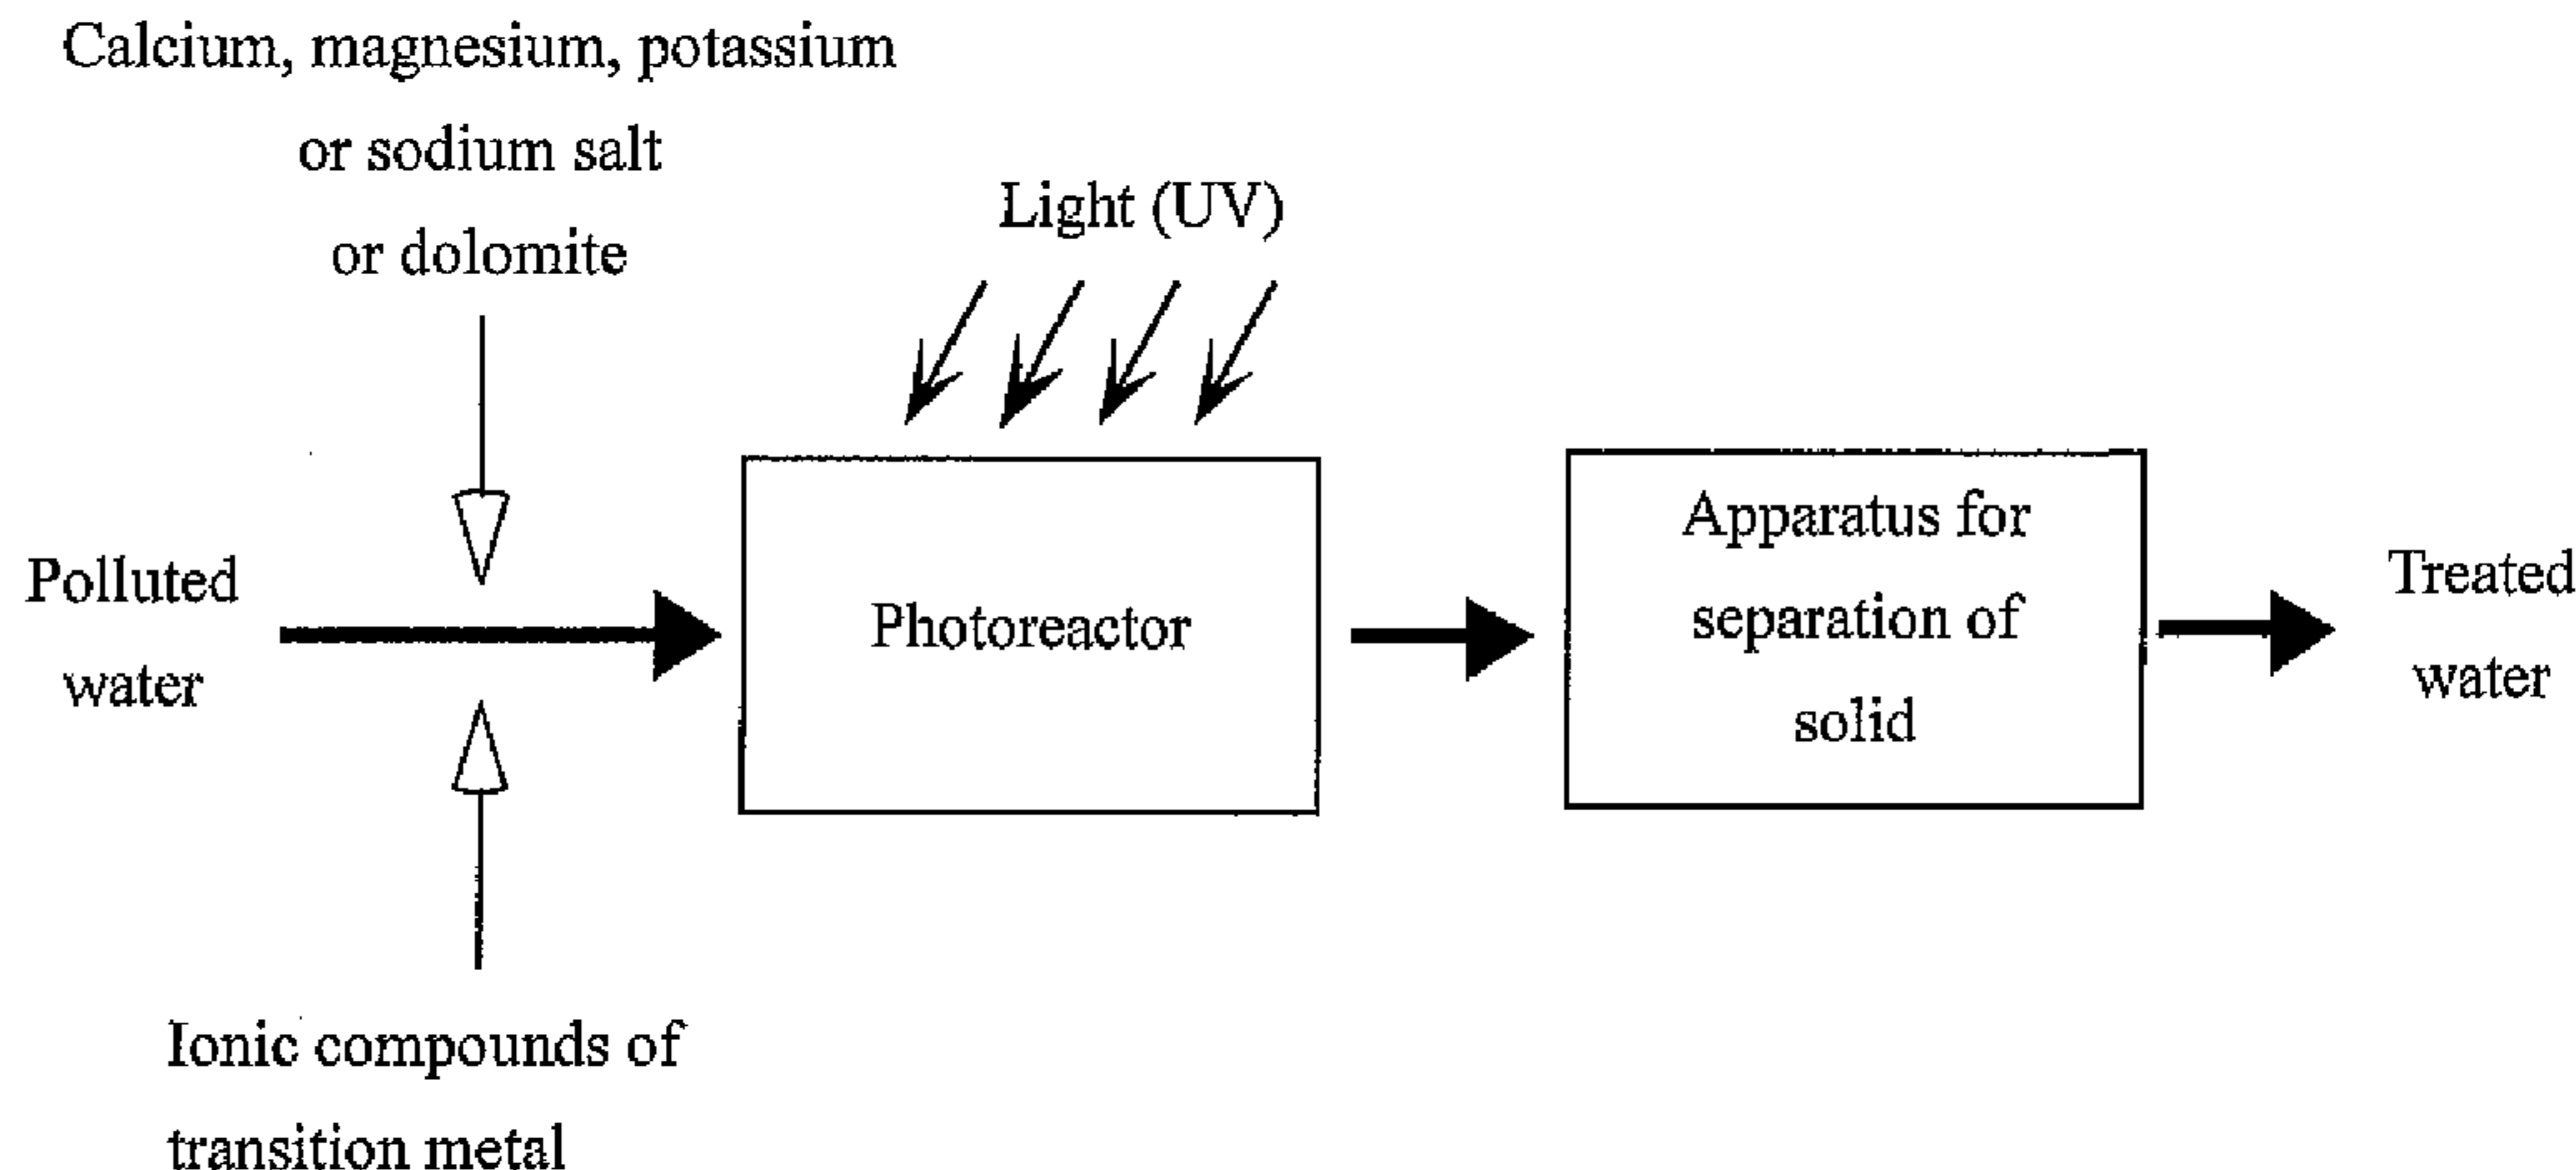 Calcium, magnesium, potassium
or sodium salt
or dolomite
Light (UV)
Polluted
water
Photoreactor
Apparatus for
separation of
solid
Treated
water
Ionic compounds of
transition metal